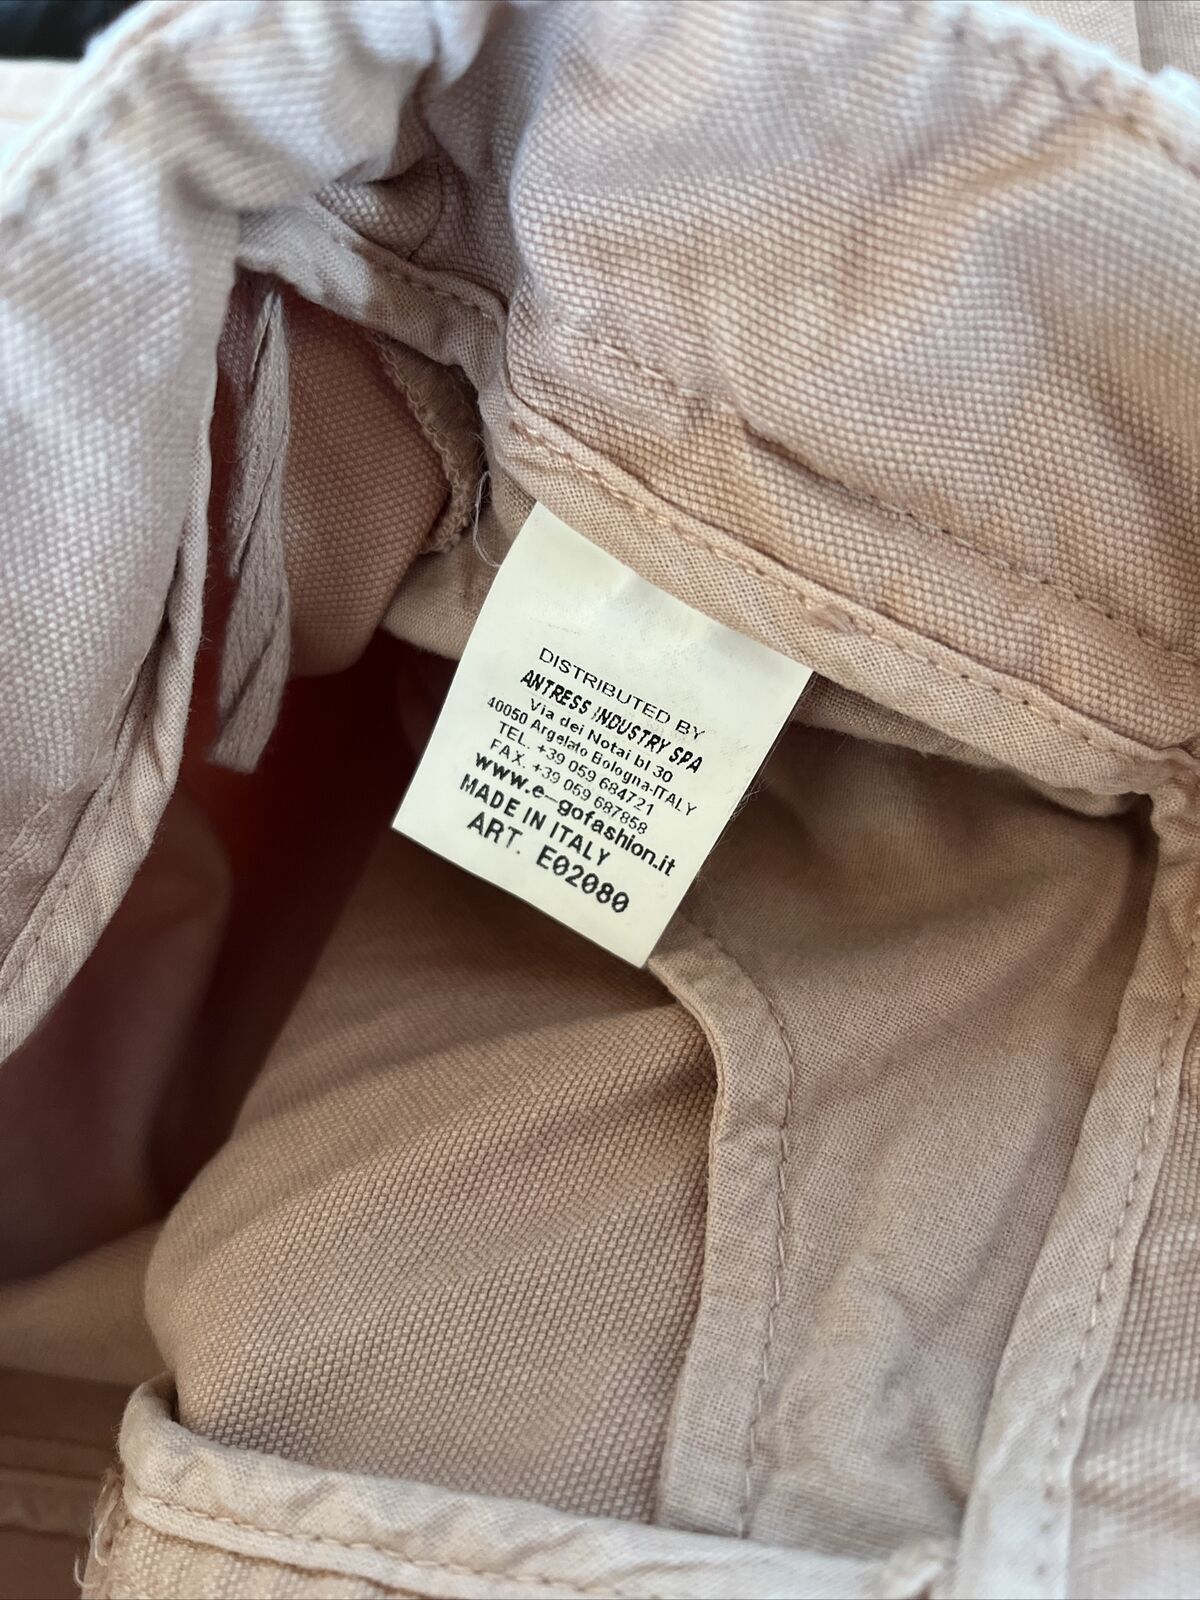 DISTRIBUTED BY
ANTRESS INDUSTRY SPA
Via dei Notai bl 30
40050 Argelato Bologna-ITALY
TEL. +39 059 684721
FAX. +39 059 687858
www.e-gofashion.it
MADE IN ITALY
ART. E02080